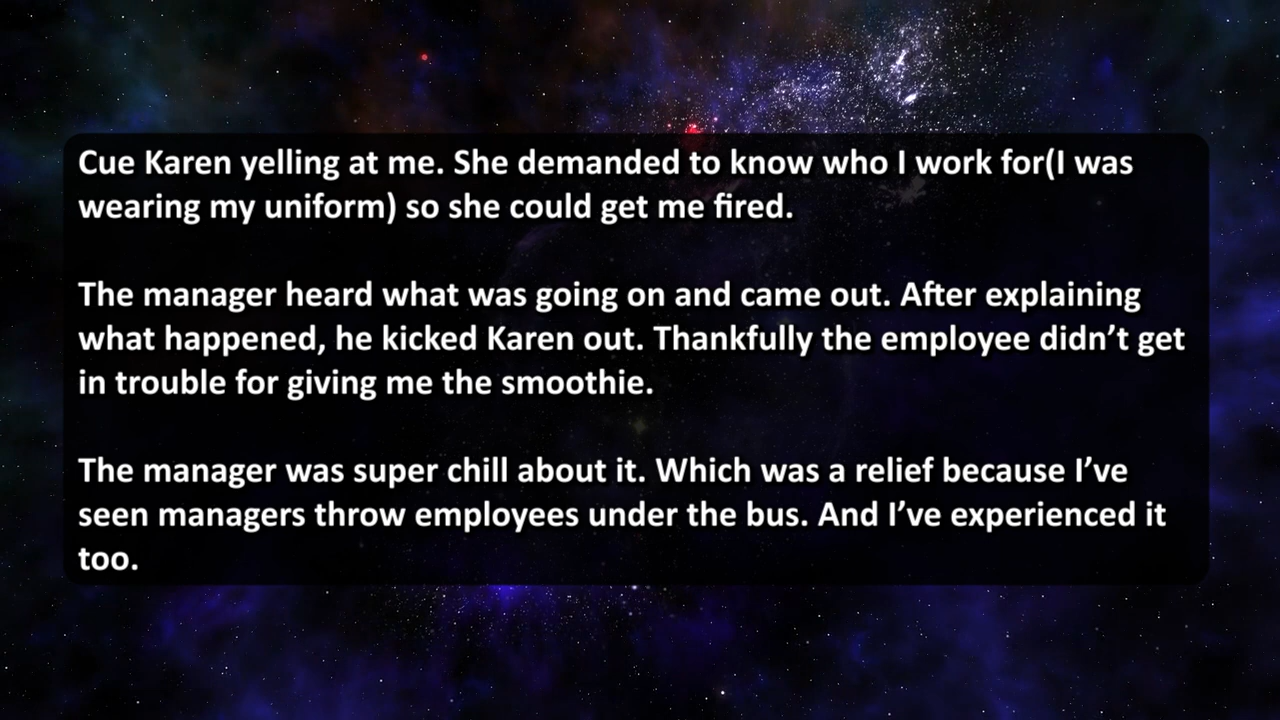 Cue Karen yelling at me. She demanded to know who I work for(I was
wearing my uniform) so she could get me fired.
The manager heard what was going on and came out. After explaining
what happened, he kicked Karen out. Thankfully the employee didn’t get
in trouble for giving me the smoothie.
The manager was super chill about it. Which was a relief because I’ve
seen managers throw employees under the bus. And I’ve experienced it
too.